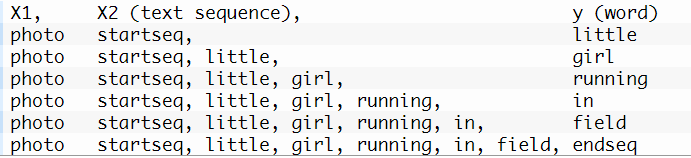 X1, X2 (text sequence), y (word)
photo startseq, little
photo startseq, little, girl
photo startseq, little, girl, running
photo startseq, little, girl, running, in
photo startseq, little, girl, running, in, field
photo startseq, little, girl, running, in, field, endseq